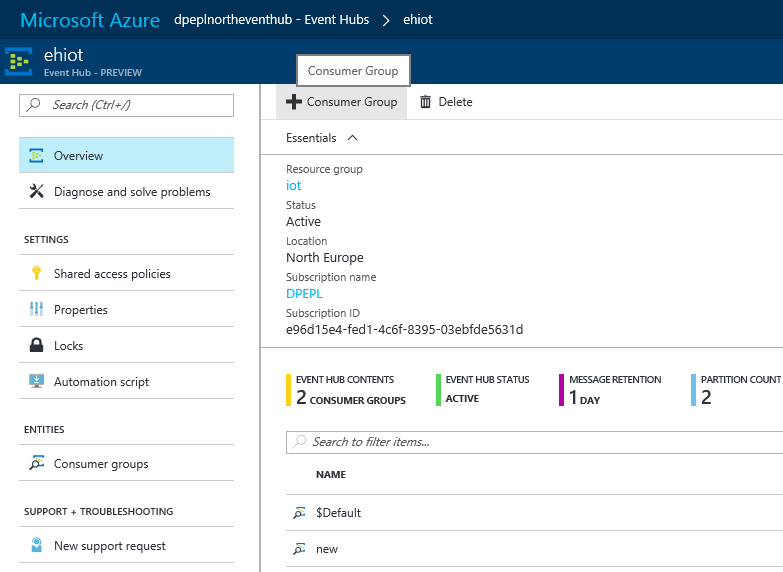 Microsoft Azure dpeplnortheventhub - Event Hubs > ehiot
ehiot
Event Hub - PREVIEW
Consumer Group
Search (Ctrl+/)
Consumer Group
Delete
Overview
Diagnose and solve problems
SETTINGS
Shared access policies
Properties
Locks
Automation script
ENTITIES
Consumer groups
SUPPORT + TROUBLESHOOTING
New support request
Essentials
Resource group
iot
Status
Active
Location
North Europe
Subscription name
DPEPL
Subscription ID
e96d15e4-fed1-4c6f-8395-03ebfde5631d
EVENT HUB CONTENTS
2 CONSUMER GROUPS
EVENT HUB STATUS
ACTIVE
MESSAGE RETENTION
1 DAY
PARTITION COUNT
2
Search to filter items...
NAME
$Default
new